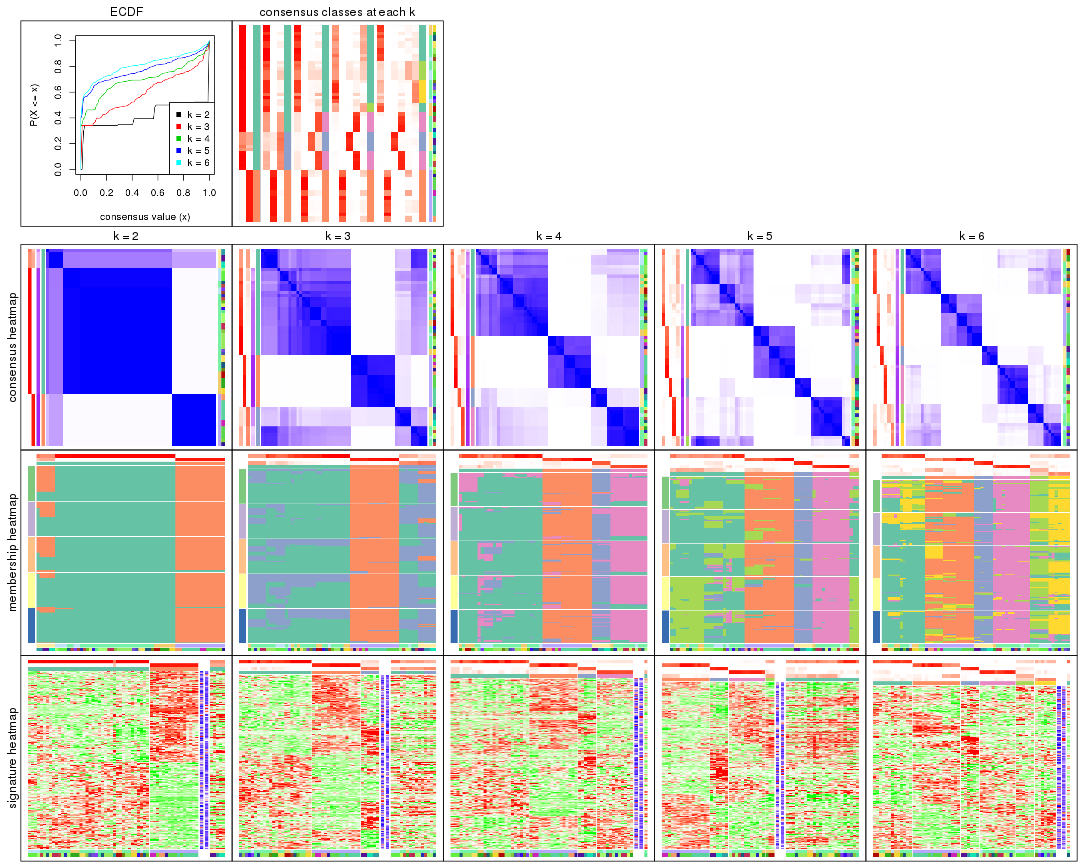 ECDF
consensus classes at each k
P(X <= x)
0.0 0.2 0.4 0.6 0.8 1.0
k = 2
k = 3
k = 4
k = 5
k = 6
0.0 0.2 0.4 0.6 0.8 1.0
consensus value (x)
k = 2
k = 3
k = 4
k = 5
k = 6
consensus heatmap
membership heatmap
signature heatmap